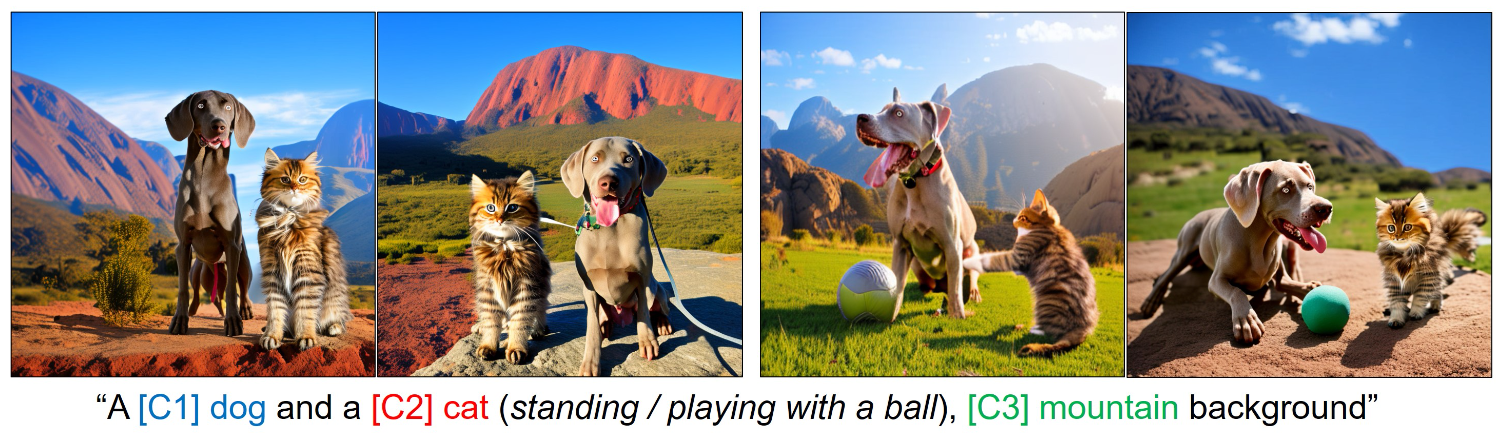 “A [C1] dog and a [C2] cat (standing / playing with a ball), [C3] mountain background”